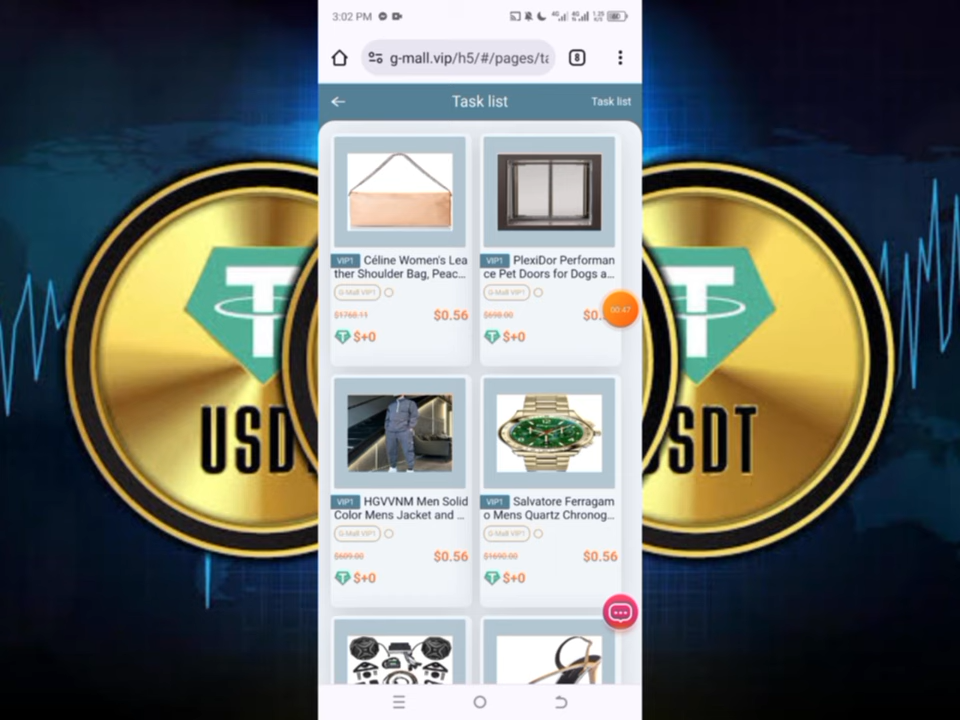 3:02 PM
g-mall.vip/h5/#/pages/ta
8
Task list
Task list
VIP1 Céline Women's Lea
ther Shoulder Bag, Peac...
G-Mall VIP1
$1768.11 $0.56
$+0
VIP1 PlexiDor Performan
ce Pet Doors for Dogs a...
G-Mall VIP1
$698.00 $0.
00:47
$+0
VIP1 HGVVNM Men Solid
Color Mens Jacket and ...
G-Mall VIP1
$609.00 $0.56
$+0
VIP1 Salvatore Ferragam
o Mens Quartz Chronog...
G-Mall VIP1
$1690.00 $0.56
$+0
USD
SDT